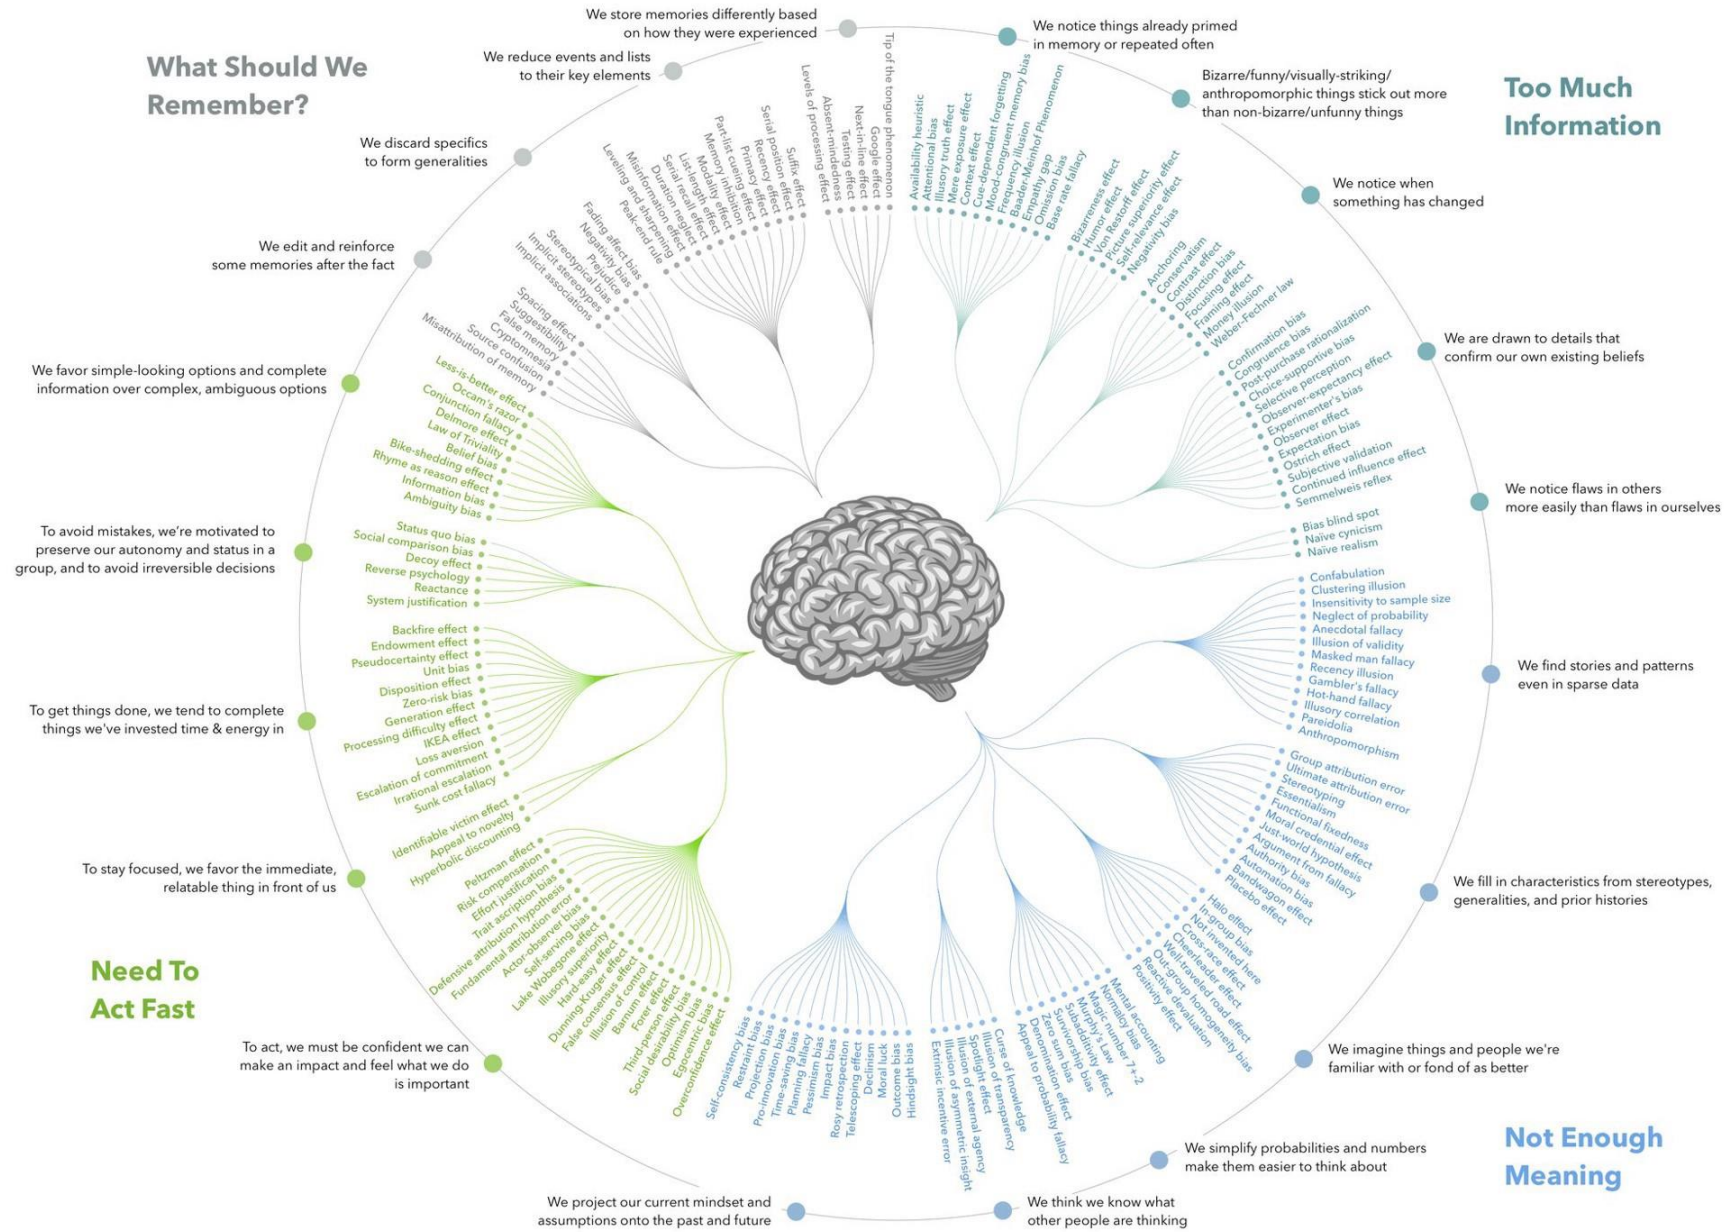 What Should We
Remember?
We store memories differently based
on how they were experienced
Tip of the tongue phenomenon
Google effect
Next-in-line effect
Testing effect
Absent-mindedness
Levels of processing effect
We reduce events and lists
to their key elements
Suffix effect
Serial position effect
Recency effect
Primacy effect
Part-list cueing effect
Memory inhibition
Modality effect
List-length effect
Serial recall effect
Duration neglect
Misinformation effect
Leveling and sharpening
Peak-end rule
We discard specifics
to form generalities
Fading affect bias
Negativity bias
Prejudice
Stereotypical bias
Implicit stereotypes
Implicit associations
We edit and reinforce
some memories after the fact
Spacing effect
Suggestibility
False memory
Cryptomnesia
Source confusion
Misattribution of memory
Too Much
Information
We notice things already primed
in memory or repeated often
Availability heuristic
Attentional bias
Illusory truth effect
Mere exposure effect
Context effect
Cue-dependent forgetting
Mood-congruent memory bias
Frequency illusion
Baader-Meinhof Phenomenon
Empathy gap
Omission bias
Base rate fallacy
Bizarre/funny/visually-striking/
anthropomorphic things stick out more
than non-bizarre/unfunny things
Bizarreness effect
Humor effect
Von Restorff effect
Picture superiority effect
Self-relevance effect
Negativity bias
We notice when
something has changed
Anchoring
Conservatism
Contrast effect
Distinction bias
Focusing effect
Framing effect
Money illusion
Weber–Fechner law
We are drawn to details that
confirm our own existing beliefs
Confirmation bias
Congruence bias
Post-purchase rationalization
Choice-supportive bias
Selective perception
Observer-expectancy effect
Experimenter's bias
Observer effect
Expectation bias
Ostrich effect
Subjective validation
Continued influence effect
Semmelweis reflex
We notice flaws in others
more easily than flaws in ourselves
Bias blind spot
Naïve cynicism
Naïve realism
We find stories and patterns
even in sparse data
Confabulation
Clustering illusion
Insensitivity to sample size
Neglect of probability
Anecdotal fallacy
Illusion of validity
Masked man fallacy
Recency illusion
Gambler's fallacy
Hot-hand fallacy
Illusory correlation
Pareidolia
Anthropomorphism
We fill in characteristics from stereotypes,
generalities, and prior histories
Group attribution error
Ultimate attribution error
Stereotyping
Essentialism
Functional fixedness
Moral credential effect
Just-world hypothesis
Argument from fallacy
Authority bias
Automation bias
Bandwagon effect
Placebo effect
We imagine things and people we're
familiar with or fond of as better
Halo effect
In-group bias
Not invented here
Cross-race effect
Cheerleader effect
Well-traveled road effect
Out-group homogeneity bias
Reactive devaluation
Positivity effect
We simplify probabilities and numbers
make them easier to think about
Mental accounting
Normalcy bias
Magic number 7+-2
Murphy's Law
Subadditivity effect
Survivorship bias
Zero sum bias
Denomination effect
Appeal to probability fallacy
Not Enough
Meaning
We think we know what
other people are thinking
Curse of knowledge
Illusion of transparency
Spotlight effect
Illusion of external agency
Illusion of asymmetric insight
Extrinsic incentive error
We project our current mindset and
assumptions onto the past and future
Hindsight bias
Outcome bias
Moral luck
Declinism
Telescoping effect
Rosy retrospection
Impact bias
Pessimism bias
Planning fallacy
Time-saving bias
Pro-innovation bias
Projection bias
Restraint bias
Self-consistency bias
We favor simple-looking options and complete
information over complex, ambiguous options
Less-is-better effect
Occam's razor
Conjunction fallacy
Delmore effect
Law of Triviality
Belief bias
Bike-shedding effect
Rhyme as reason effect
Information bias
Ambiguity bias
To avoid mistakes, we're motivated to
preserve our autonomy and status in a
group, and to avoid irreversible decisions
Status quo bias
Social comparison bias
Decoy effect
Reverse psychology
Reactance
System justification
To get things done, we tend to complete
things we've invested time & energy in
Backfire effect
Endowment effect
Pseudocertainty effect
Unit bias
Disposition effect
Zero-risk bias
Generation effect
Processing difficulty effect
IKEA effect
Loss aversion
Escalation of commitment
Irrational escalation
Sunk cost fallacy
To stay focused, we favor the immediate,
relatable thing in front of us
Identifiable victim effect
Appeal to novelty
Hyperbolic discounting
Need To
Act Fast
To act, we must be confident we can
make an impact and feel what we do
is important
Peltzman effect
Risk compensation
Effort justification
Trait ascription bias
Defensive attribution hypothesis
Fundamental attribution error
Actor-observer bias
Self-serving bias
Lake Wobegone effect
Illusory superiority
Hard-easy effect
Dunning-Kruger effect
False consensus effect
Illusion of control
Barnum effect
Forer effect
Third-person effect
Social desirability bias
Optimism bias
Egocentric bias
Overconfidence effect